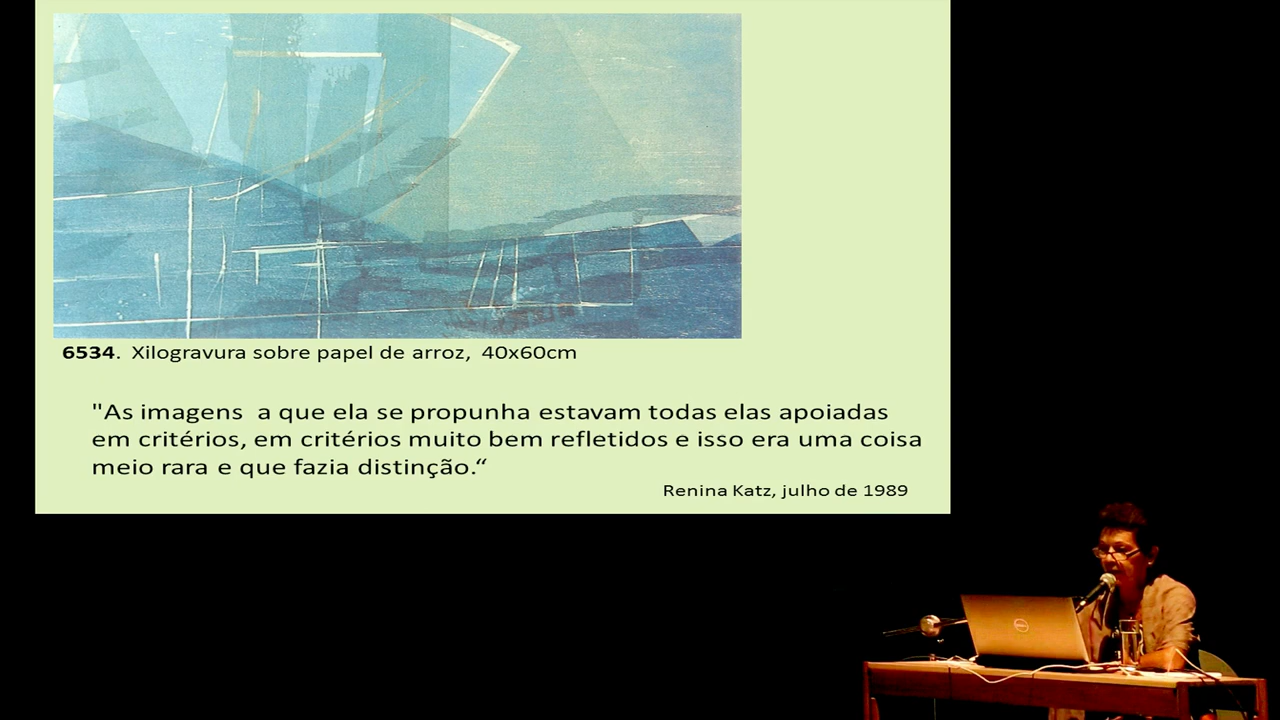 6534. Xilogravura sobre papel de arroz, 40x60cm
"As imagens a que ela se propunha estavam todas elas apoiadas
em critérios, em critérios muito bem refletidos e isso era uma coisa
meio rara e que fazia distinção.“
Renina Katz, julho de 1989